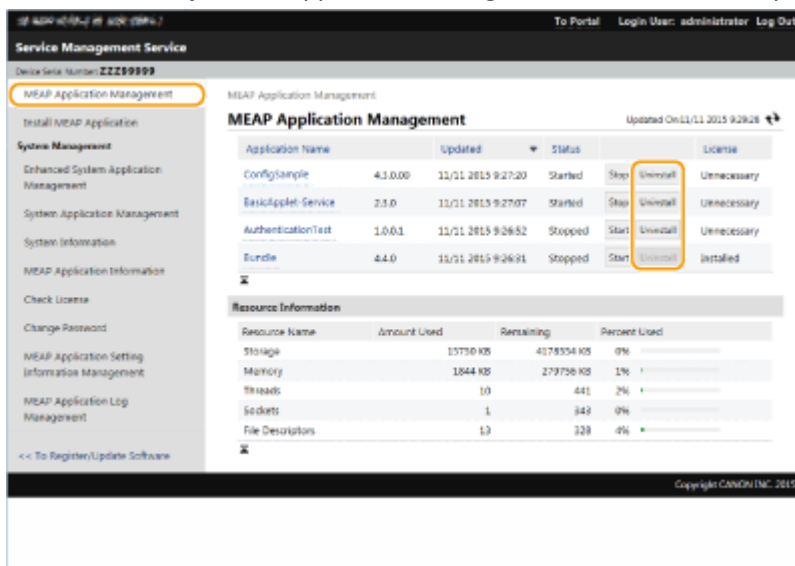 To Portal Login User: administrator Log Out
Service Management Service
Device Serial Number: ZZZ99999
MEAP Application Management
Install MEAP Application
System Management
Enhanced System Application
Management
System Application Management
System Information
MEAP Application Information
Check License
Change Password
MEAP Application Setting
Information Management
MEAP Application Log
Management
<< To Register/Update Software
MEAP Application Management
MEAP Application Management Updated On:11/11 2015 9:29:26
Application Name Updated Status License
ConfigSample 4.3.0.00 11/11 2015 9:27:20 Started Stop Uninstall Unnecessary
BasicApplet-Service 2.3.0 11/11 2015 9:27:07 Started Stop Uninstall Unnecessary
AuthenticationTest 1.0.0.1 11/11 2015 9:26:52 Stopped Start Uninstall Unnecessary
Bundle 4.4.0 11/11 2015 9:26:31 Stopped Start Uninstall Installed
Resource Information
Resource Name Amount Used Remaining Percent Used
Storage 15750 KB 4178554 KB 0%
Memory 1844 KB 279756 KB 1%
Threads 10 441 2%
Sockets 1 343 0%
File Descriptors 13 328 4%
Copyright CANON INC. 2015